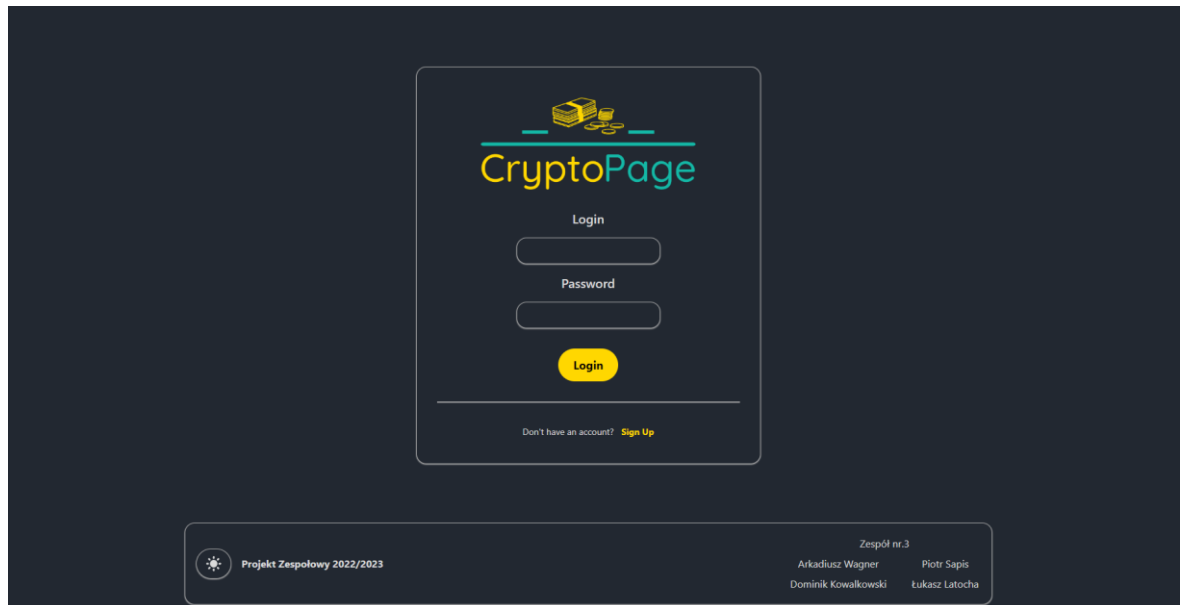 CryptoPage
Login
Password
Login
Don't have an account? Sign Up
Projekt Zespołowy 2022/2023
Zespół nr.3
Arkadiusz Wagner Piotr Sapis
Dominik Kowalkowski Łukasz Latocha